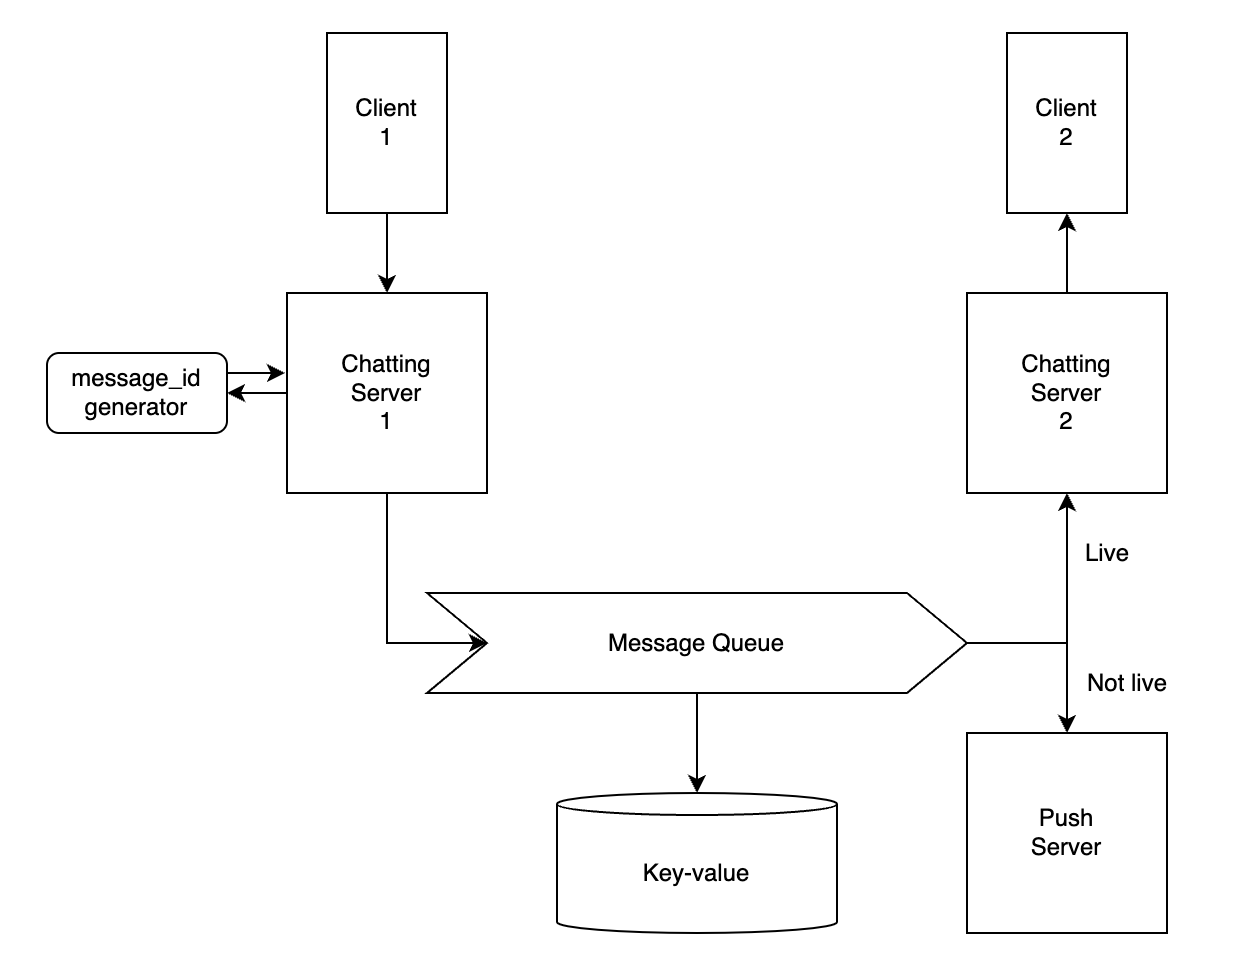 Client
1
Client
2
message_id
generator
Chatting
Server
1
Chatting
Server
2
Live
Message Queue
Not live
Key-value
Push
Server